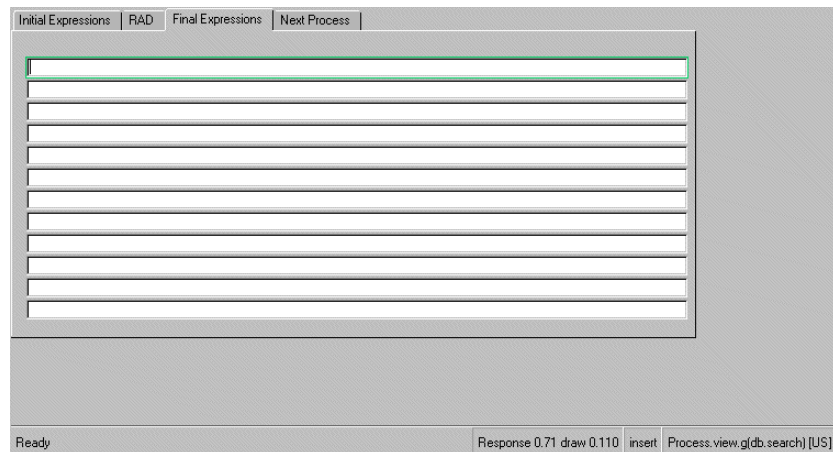 Initial Expressions RAD Final Expressions Next Process
Ready Response 0.71 draw 0.110 insert Process.view.g(db.search) [US]